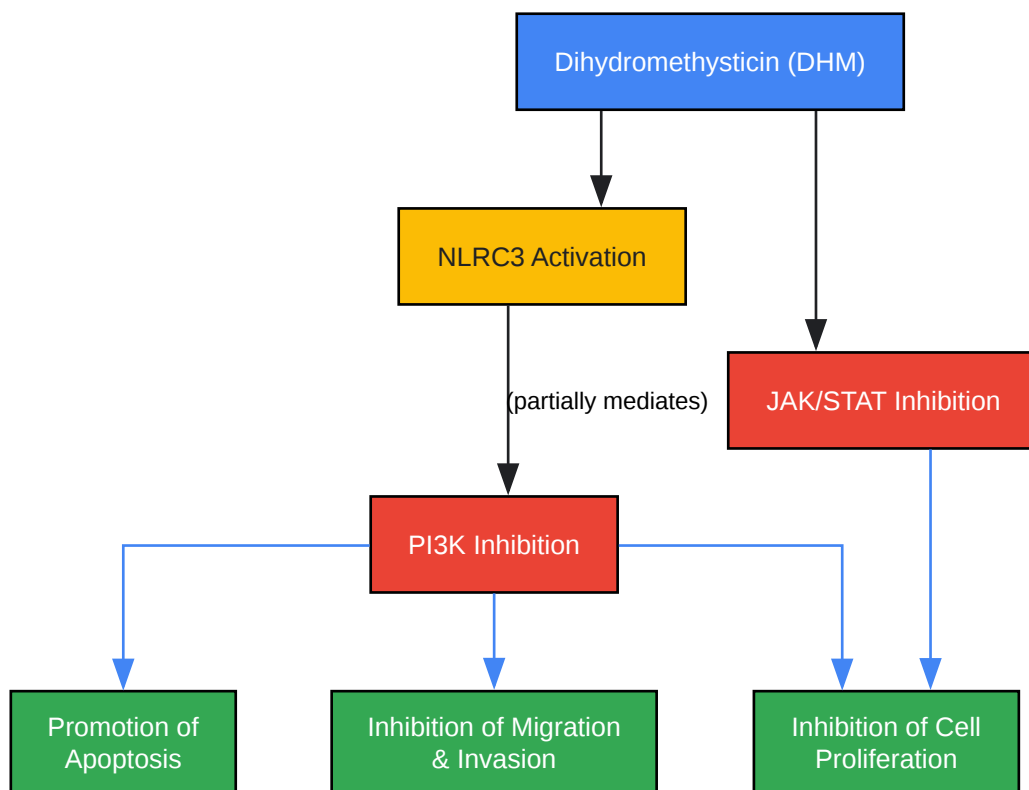 Dihydromethysticin (DHM)
NLRC3 Activation
(partially mediates)
JAK/STAT Inhibition
PI3K Inhibition
Promotion of
Apoptosis
Inhibition of Migration
& Invasion
Inhibition of Cell
Proliferation